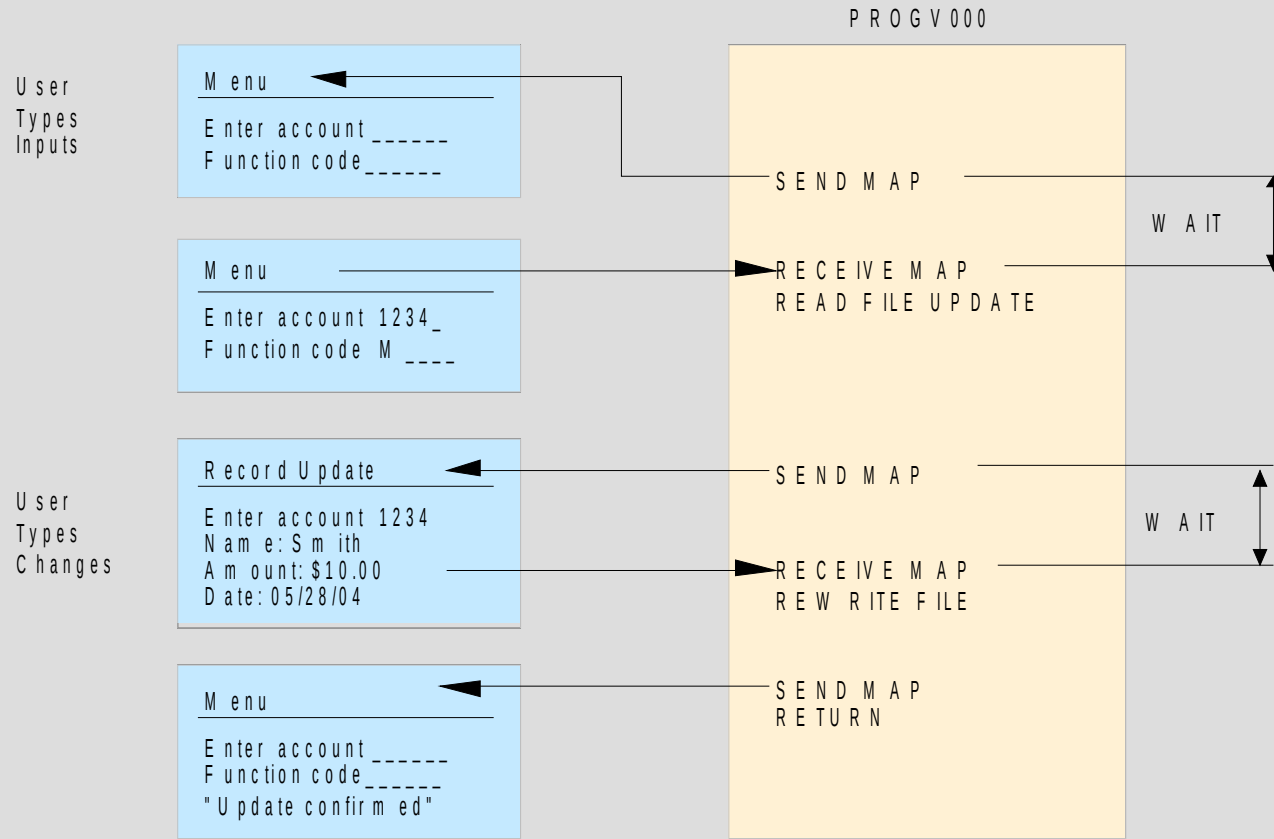 PROGV000
User
Types
Inputs
Menu
Enter account ______
Function code ______
SEND MAP
WAIT
Menu
Enter account 1234_
Function code M ____
RECEIVE MAP
READ FILE UPDATE
User
Types
Changes
Record Update
Enter account 1234
Name: Smith
Amount: $10.00
Date: 05/28/04
SEND MAP
WAIT
RECEIVE MAP
REWRITE FILE
Menu
Enter account ______
Function code ______
"Update confirmed"
SEND MAP
RETURN